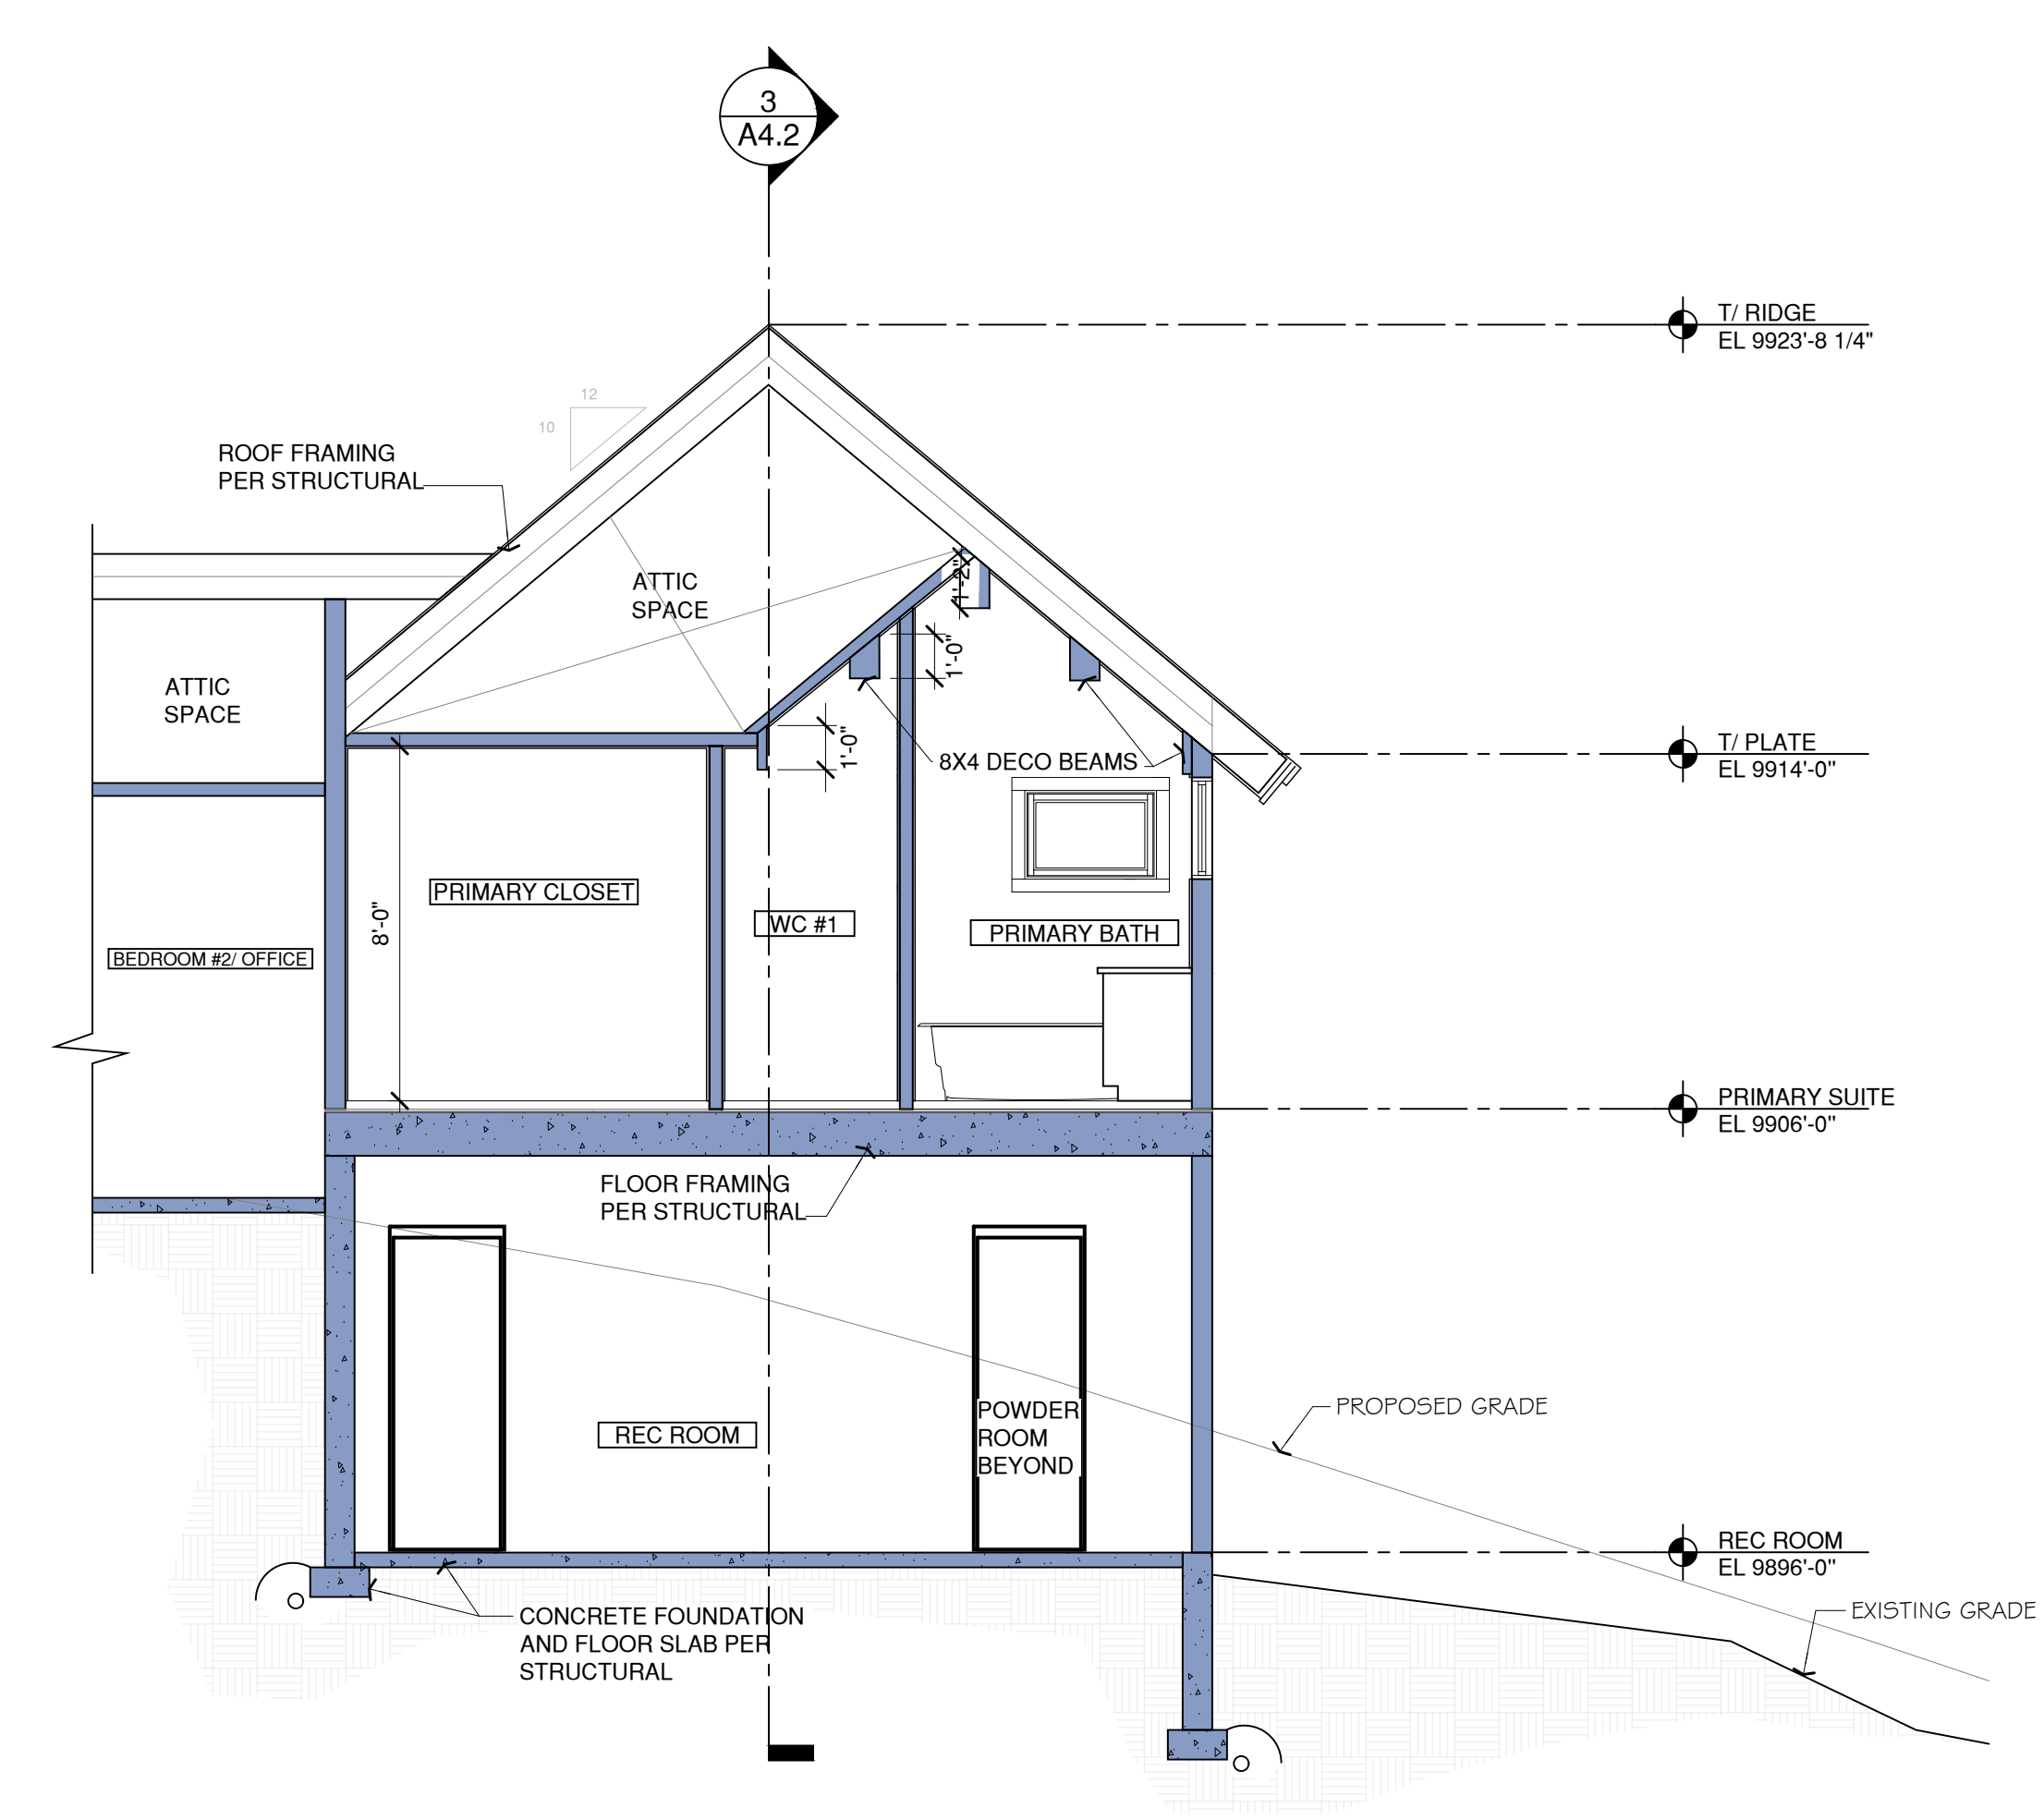 3
A4.2
T/ RIDGE
EL 9923'-8 1/4"
12
10
ROOF FRAMING
PER STRUCTURAL
ATTIC
SPACE
1'-2"
1'-0"
ATTIC
SPACE
1'-0"
8X4 DECO BEAMS
T/ PLATE
EL 9914'-0"
PRIMARY CLOSET
8'-0"
WC #1
PRIMARY BATH
BEDROOM #2/ OFFICE
PRIMARY SUITE
EL 9906'-0"
FLOOR FRAMING
PER STRUCTURAL
PROPOSED GRADE
POWDER
ROOM
BEYOND
REC ROOM
REC ROOM
EL 9896'-0"
EXISTING GRADE
CONCRETE FOUNDATION
AND FLOOR SLAB PER
STRUCTURAL